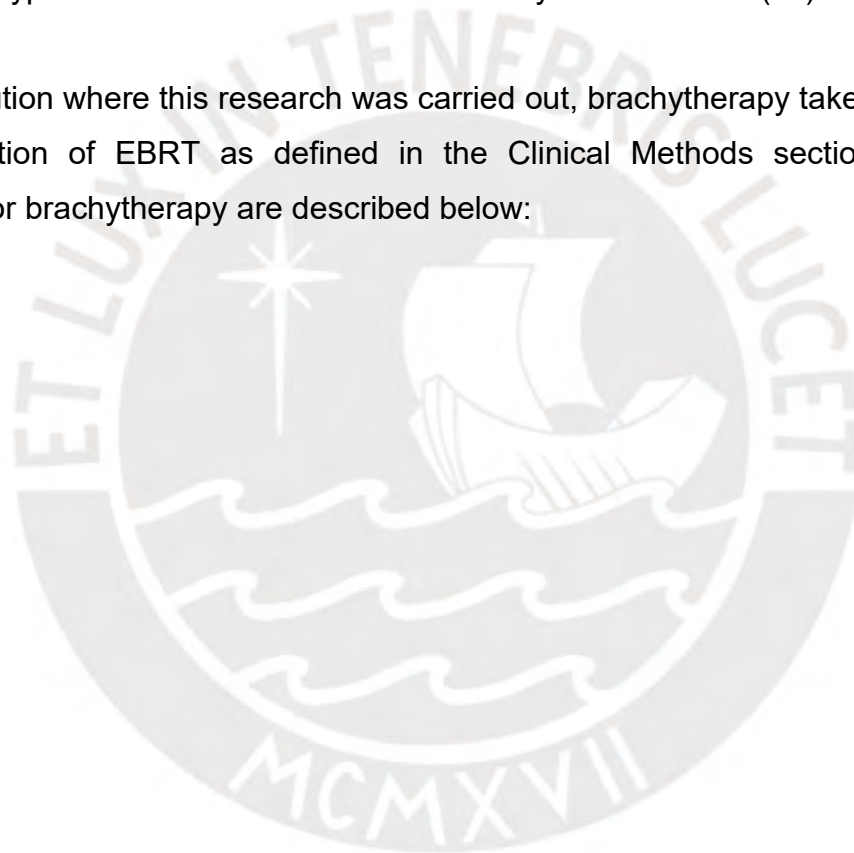 ution where this research was carried out, brachytherapy take
tion of EBRT as defined in the Clinical Methods sectio
or brachytherapy are described below:
ET LUX IN TENEBRIS LUCET
MCMXVII